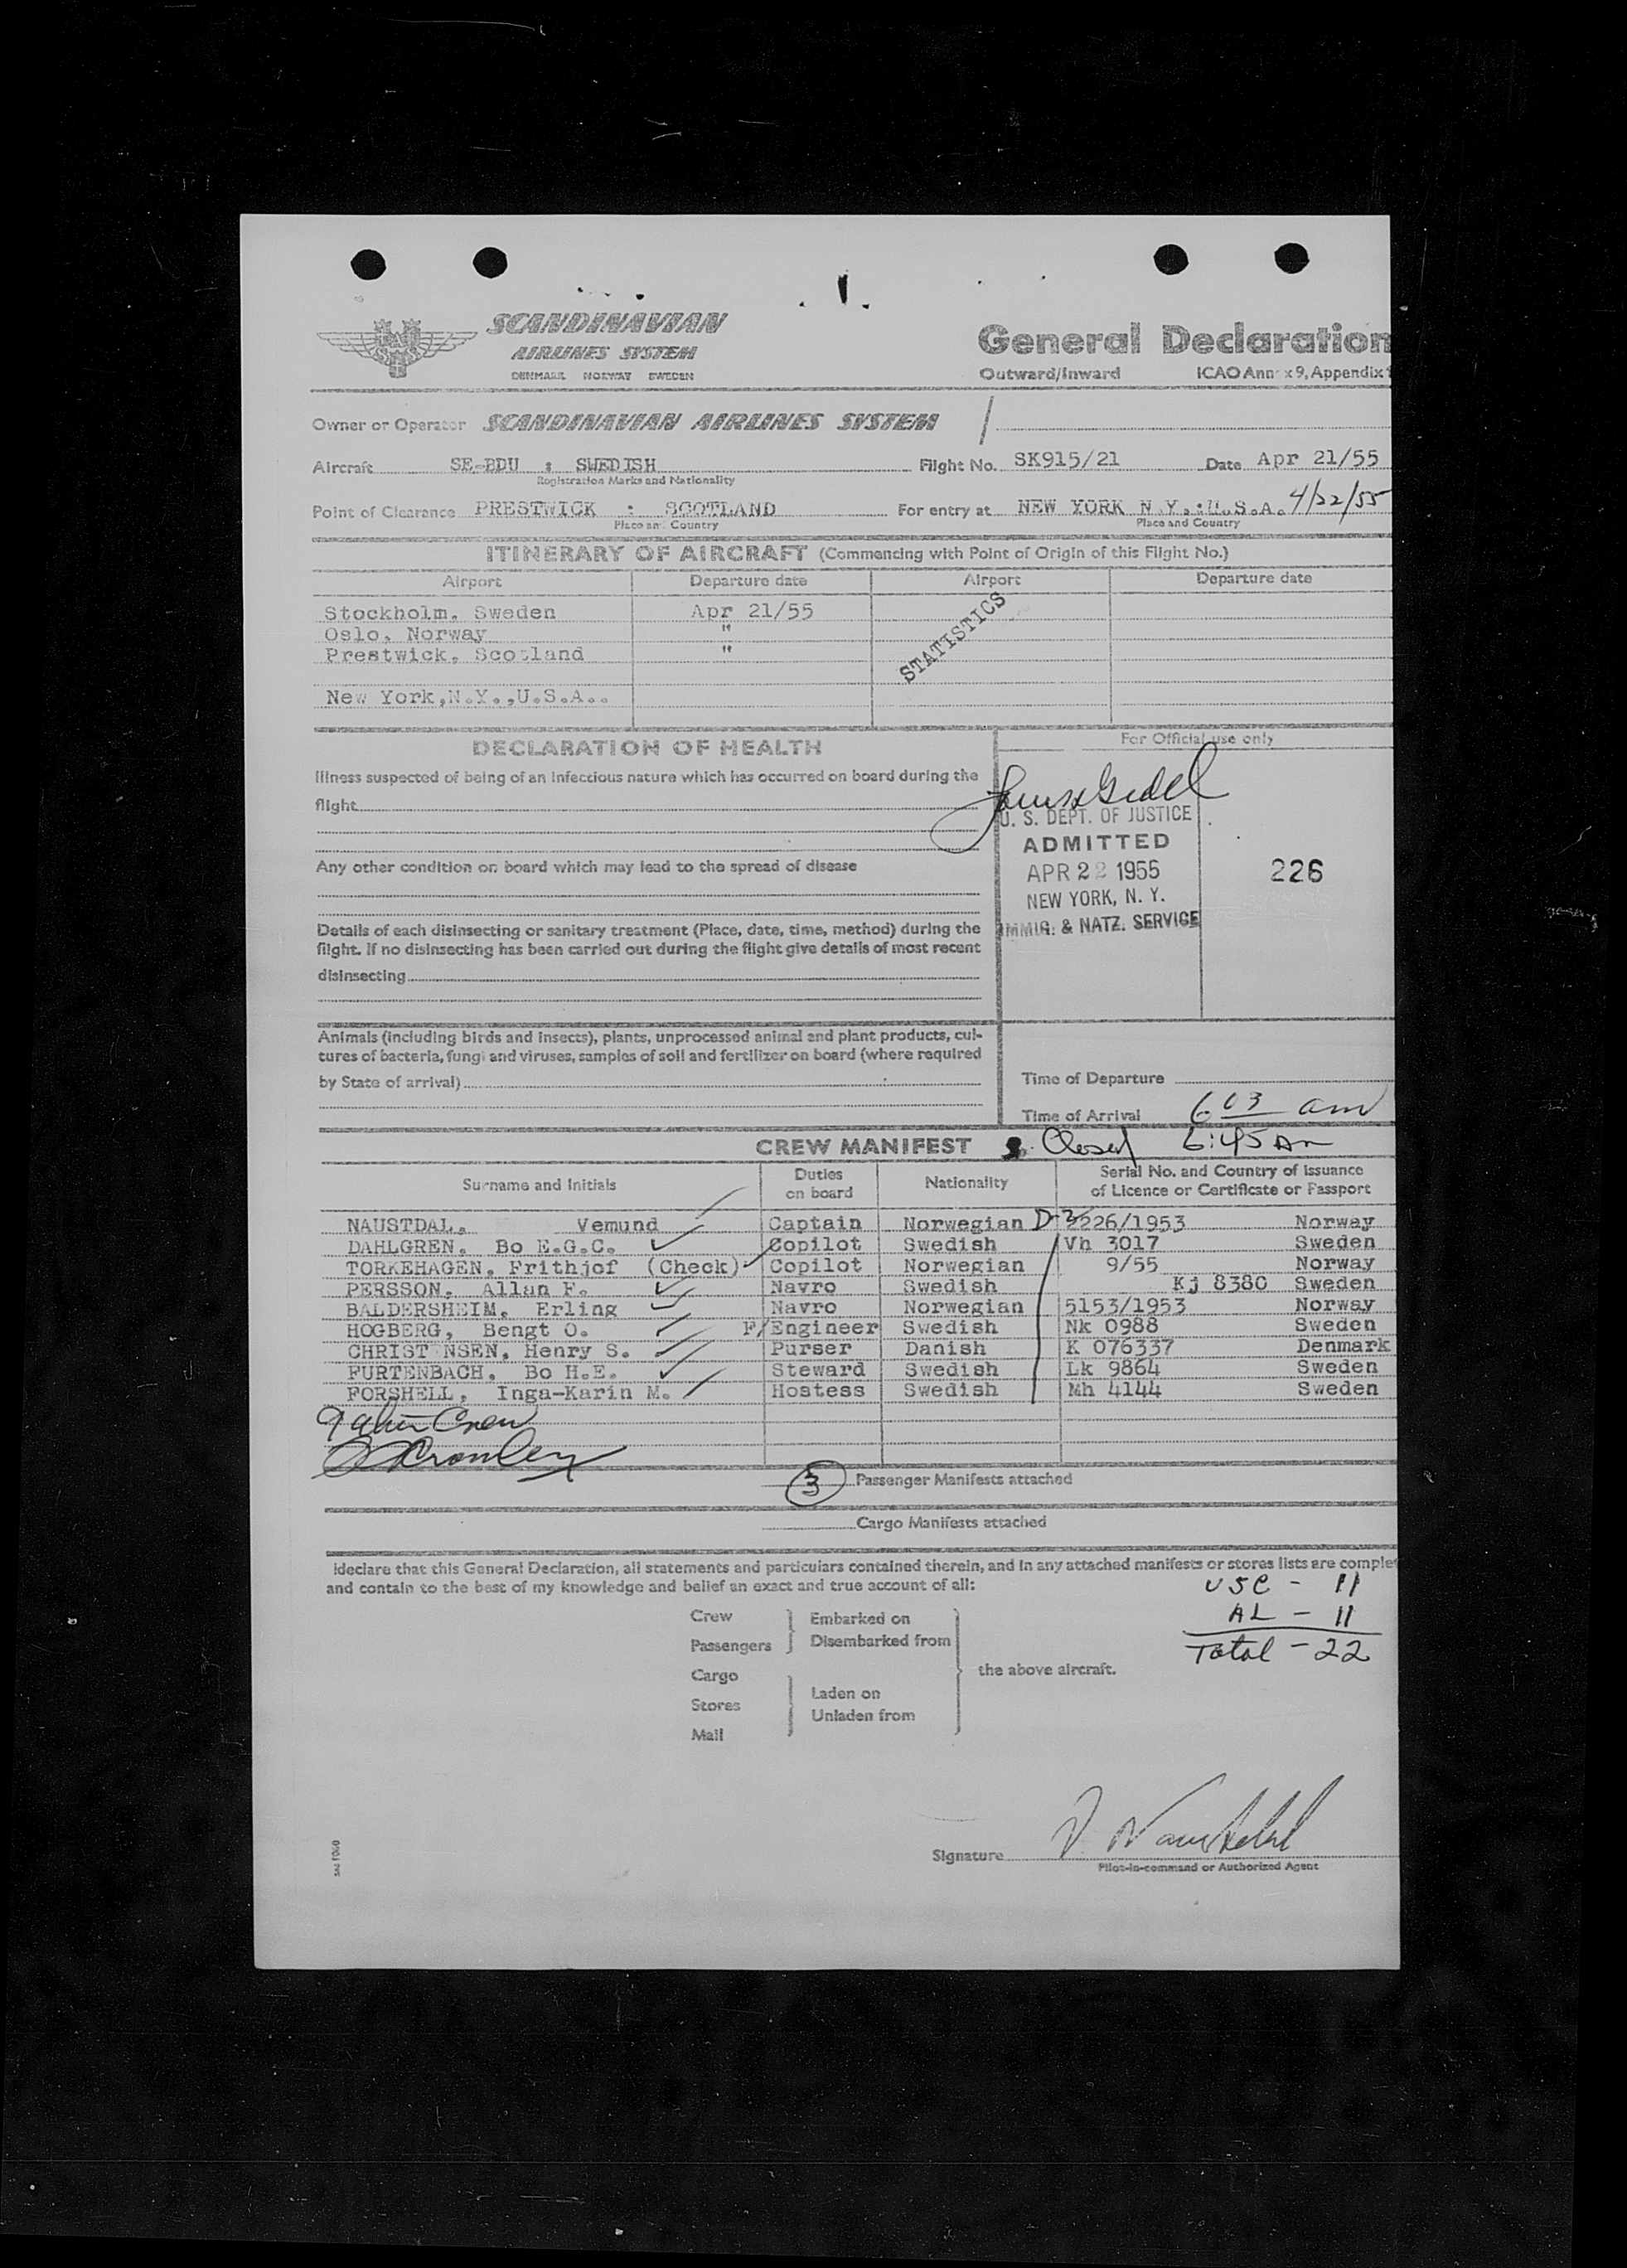 SCANDINAVIAN
AIRLINES SYSTEM
DENMARK NORWAY SWEDEN
General Declaration
Outward/Inward ICAO Ann x 9, Appendix
Owner or Operator SCANDINAVIAN AIRLINES SYSTEM
Aircraft SE-BDU : SWEDISH Flight No. SK915/21 Date Apr 21/55
Registration Marks and Nationality
Point of Clearance PRESTWICK : SCOTLAND For entry at NEW YORK N.Y.:U.S.A. 4/22/55
Place and Country Place and Country
ITINERARY OF AIRCRAFT (Commencing with Point of Origin of this Flight No.)
Airport Departure date Airport Departure date
Stockholm, Sweden Apr 21/55
Oslo, Norway "
Prestwick, Scotland "
STATISTICS
New York,N.Y.,U.S.A..
DECLARATION OF HEALTH
For Official use only
Illness suspected of being of an infectious nature which has occurred on board during the
flight
U. S. DEPT. OF JUSTICE
ADMITTED
APR 22 1955
NEW YORK, N. Y.
IMMIG. & NATZ. SERVICE
226
Any other condition on board which may lead to the spread of disease
Details of each disinsecting or sanitary treatment (Place, date, time, method) during the
flight. If no disinsecting has been carried out during the flight give details of most recent
disinsecting
Animals (including birds and insects), plants, unprocessed animal and plant products, cul-
tures of bacteria, fungi and viruses, samples of soil and fertilizer on board (where required
by State of arrival)
Time of Departure
Time of Arrival 603 am
CREW MANIFEST Closed 6:45 Am
Surname and Initials Duties on board Nationality Serial No. and Country of Issuance
of Licence or Certificate or Passport
NAUSTDAL, Vemund Captain Norwegian D-3 2226/1953 Norway
DAHLGREN, Bo E.G.C. Copilot Swedish Vh 3017 Sweden
TORKEHAGEN, Frithjof (Check) Copilot Norwegian 9/55 Norway
PERSSON, Allan F. Navro Swedish Kj 8380 Sweden
BALDERSHEIM, Erling Navro Norwegian 5153/1953 Norway
HOGBERG, Bengt O. F/Engineer Swedish Nk 0988 Sweden
CHRIST NSEN, Henry S. Purser Danish K 076337 Denmark
FURTENBACH, Bo H.E. Steward Swedish Lk 9864 Sweden
FORSHELL, Inga-Karin M. Hostess Swedish Mh 4144 Sweden
9 alien Crew
3 Passenger Manifests attached
Cargo Manifests attached
I declare that this General Declaration, all statements and particulars contained therein, and in any attached manifests or stores lists are comple
and contain to the best of my knowledge and belief an exact and true account of all:
USC - 11
AL - 11
Total - 22
Crew Embarked on
Passengers Disembarked from
the above aircraft.
Cargo
Stores Laden on
Unladen from
Mail
Signature V. Naustdal
Pilot-in-command or Authorized Agent